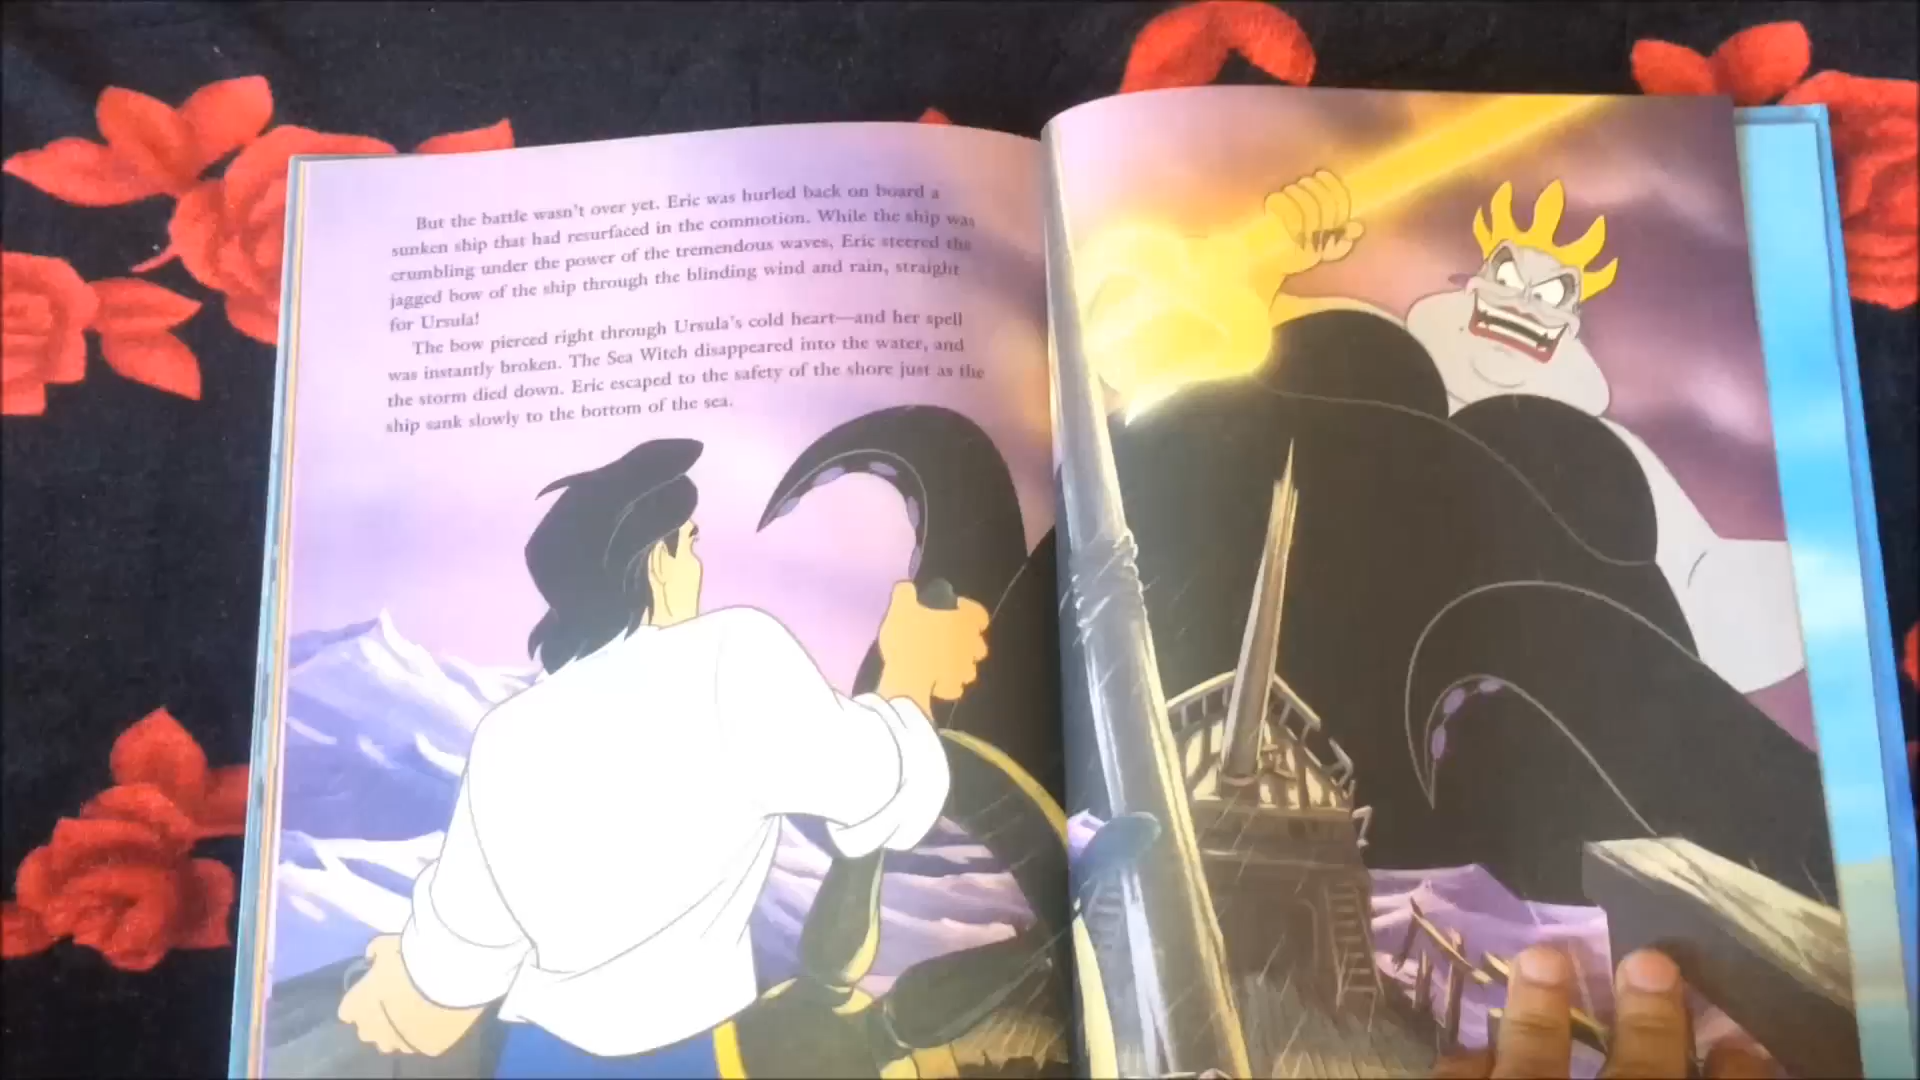 But the battle wasn't over yet. Eric was hurled back on board a
sunken ship that had resurfaced in the commotion. While the ship was
crumbling under the power of the tremendous waves, Eric steered the
jagged bow of the ship through the blinding wind and rain, straight
for Ursula!
The bow pierced right through Ursula's cold heart—and her spell
was instantly broken. The Sea Witch disappeared into the water, and
the storm died down. Eric escaped to the safety of the shore just as the
ship sank slowly to the bottom of the sea.